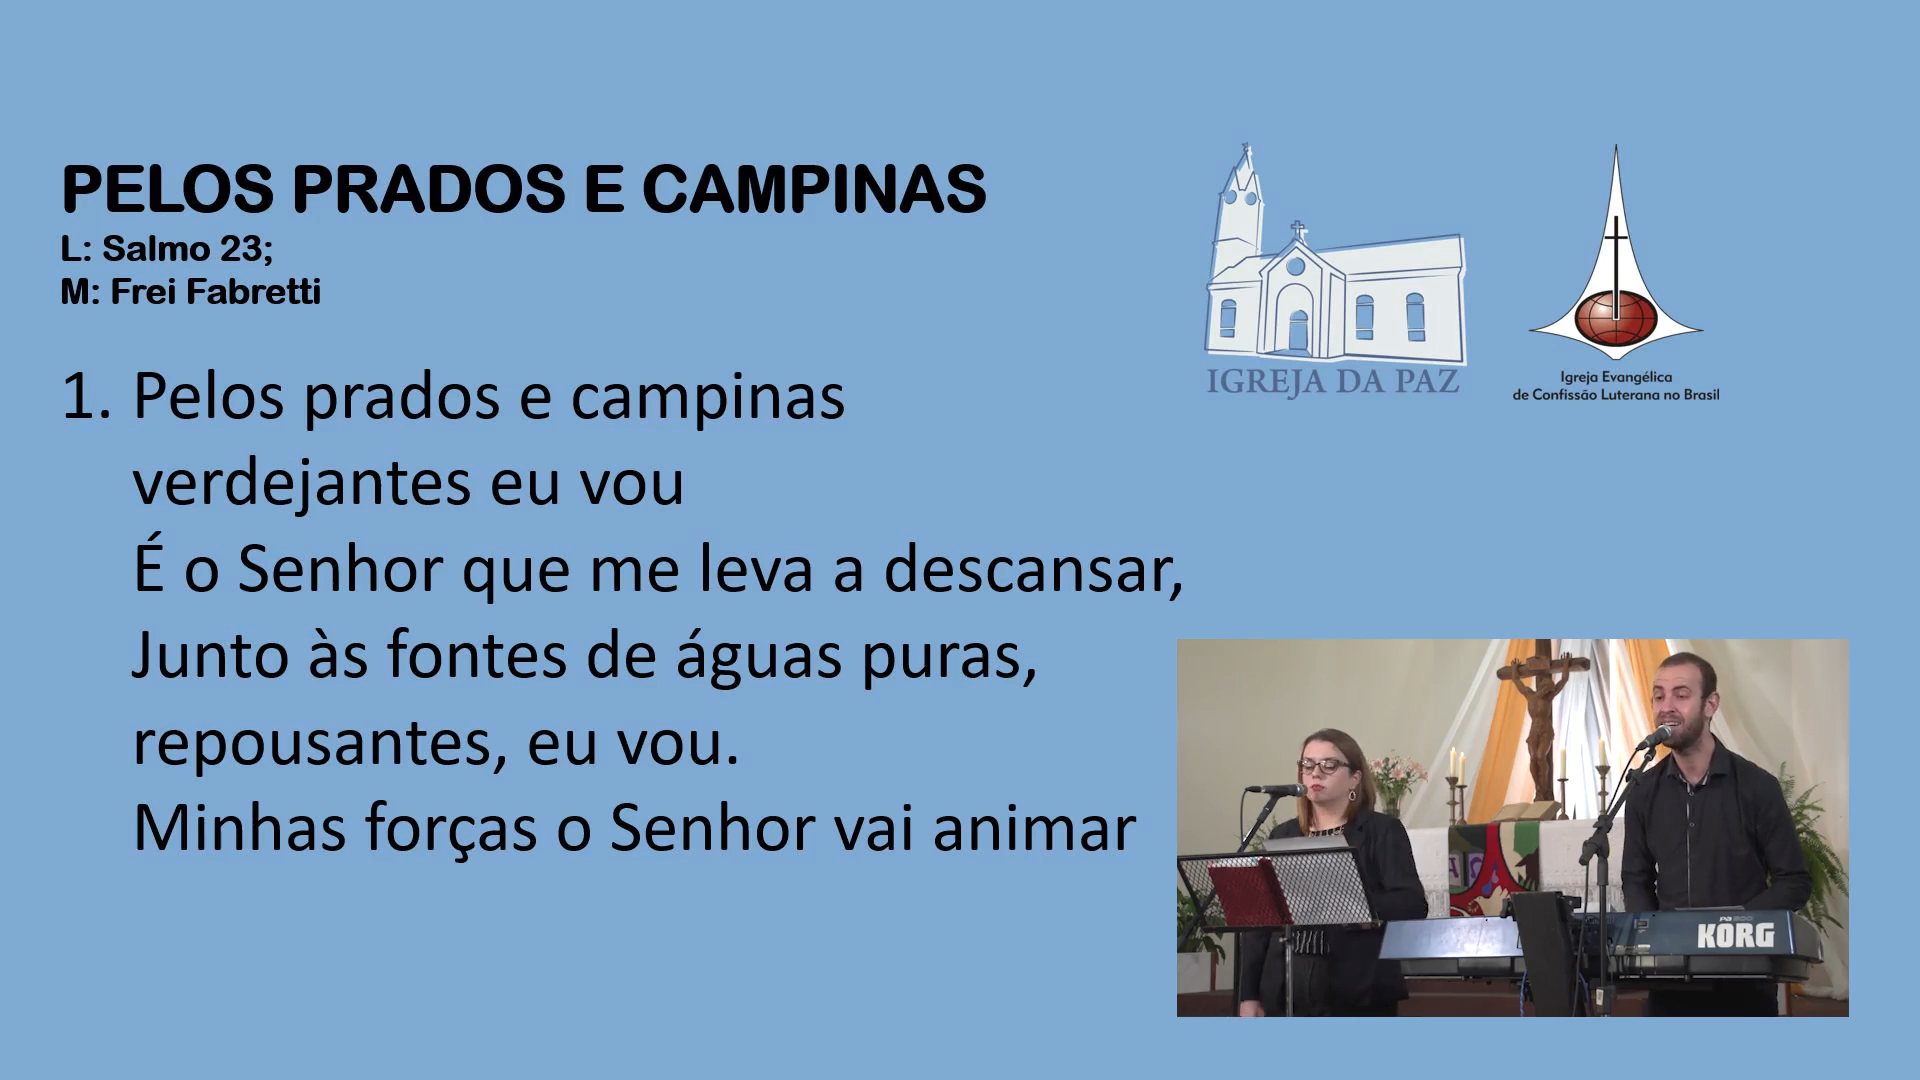 PELOS PRADOS E CAMPINAS
L: Salmo 23;
M: Frei Fabretti
1. Pelos prados e campinas
verdejantes eu vou
É o Senhor que me leva a descansar,
Junto às fontes de águas puras,
repousantes, eu vou.
Minhas forças o Senhor vai animar
IGREJA DA PAZ
Igreja Evangélica
de Confissão Luterana no Brasil
KORG